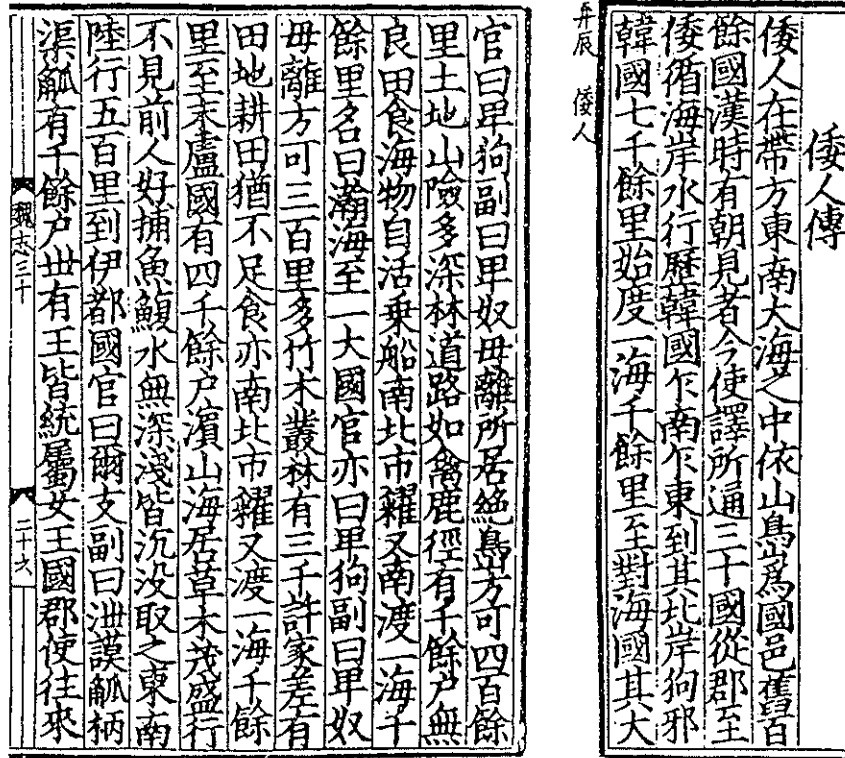 倭人傳
倭人在帶方東南大海之中依山㠀爲國邑舊百
餘國漢時有朝見者今使譯所通三十國從郡至
倭循海岸水行歷韓國乍南乍東到其北岸狗邪
韓國七千餘里始度一海千餘里至對海國其大
弁辰 倭人
官曰卑狗副曰卑奴毋離所居絶㠀方可四百餘
里土地山險多深林道路如禽鹿徑有千餘户無
良田食海物自活乗船南北市糴又南渡一海千
餘里名曰瀚海至一大國官亦曰卑狗副曰卑奴
毋離方可三百里多竹木叢林有三千許家差有
田地耕田猶不足食亦南北市糴又渡一海千餘
里至末盧國有四千餘户濱山海居草木茂盛行
不見前人好捕魚鰒水無深淺皆沉没取之東南
陸行五百里到伊都國官曰爾支副曰泄謨觚柄
渠觚有千餘户丗有王皆統屬女王國郡使往來
魏志三十
二十六